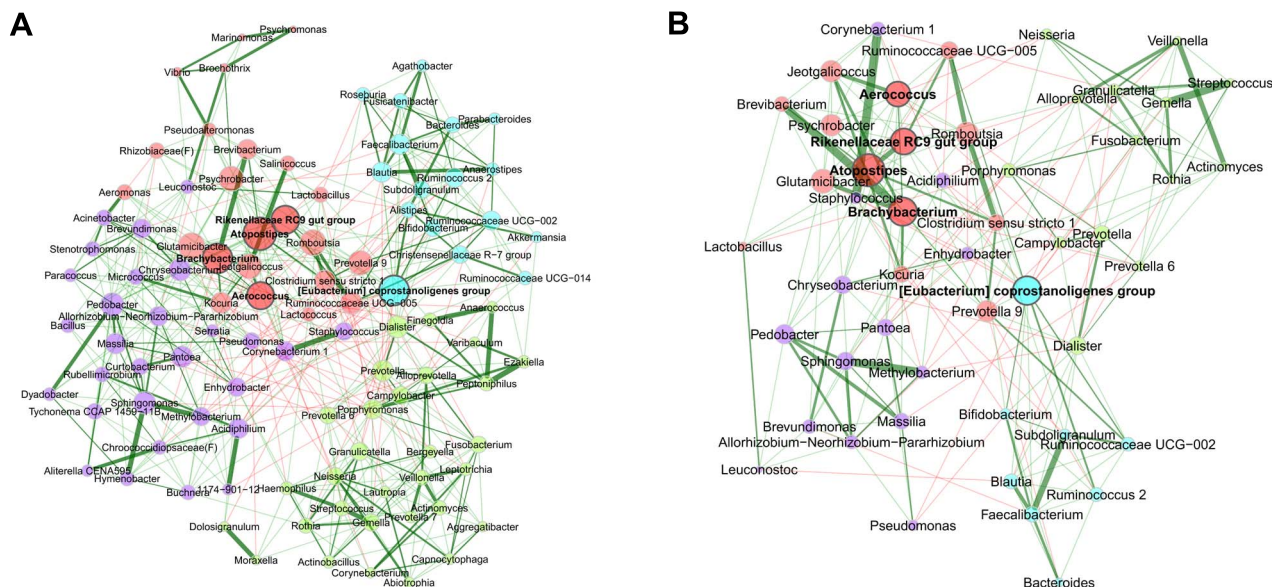 A
Psychromonas
Marinomonas
Vibrio
Brochothrix
Agathobacter
Roseburia
Fusicatenibacter
Bacteroides
Parabacteroides
Pseudoalteromonas
Faecalibacterium
Rhizobiaceae(F)
Brevibacterium
Salinicoccus
Blautia
Anaerostipes
Ruminococcus 2
Leuconostoc
Psychrobacter
Subdoligranulum
Aeromonas
Lactobacillus
Alistipes
Acinetobacter
Rikenellaceae RC9 gut group
Ruminococcaceae UCG−002
Brevundimonas
Atopostipes
Bifidobacterium
Akkermansia
Stenotrophomonas
Glutamicibacter
Romboutsia
Christensenellaceae R−7 group
Brachybacterium
Prevotella 9
Paracoccus
Micrococcus
Chryseobacterium
Jeotgalicoccus
Clostridium sensu stricto 1
Ruminococcaceae UCG−014
[Eubacterium] coprostanoligenes group
Aerococcus
Pedobacter
Kocuria
Ruminococcaceae UCG−005
Anaerococcus
Allorhizobium−Neorhizobium−Pararhizobium
Lactococcus
Finegoldia
Bacillus
Serratia
Staphylococcus
Dialister
Massilia
Pseudomonas
Varibaculum
Corynebacterium 1
Pantoea
Curtobacterium
Ezakiella
Rubellimicrobium
Prevotella
Alloprevotella
Peptoniphilus
Dyadobacter
Enhydrobacter
Sphingomonas
Campylobacter
Tychonema CCAP 1459−11B
Methylobacterium
Prevotella 6
Porphyromonas
Acidiphilium
Chroococcidiopsaceae(F)
Granulicatella
Bergeyella
Fusobacterium
Aliterella CENA595
Hymenobacter
Neisseria
Veillonella
Leptotrichia
Buchnera
1174−901−12
Haemophilus
Lautropia
Streptococcus
Actinomyces
Dolosigranulum
Rothia
Gemella
Prevotella 7
Aggregatibacter
Moraxella
Actinobacillus
Capnocytophaga
Corynebacterium
Abiotrophia
B
Corynebacterium 1
Neisseria
Veillonella
Ruminococcaceae UCG−005
Jeotgalicoccus
Streptococcus
Aerococcus
Granulicatella
Alloprevotella
Gemella
Brevibacterium
Psychrobacter
Romboutsia
Rikenellaceae RC9 gut group
Fusobacterium
Atopostipes
Porphyromonas
Actinomyces
Glutamicibacter
Acidiphilium
Rothia
Staphylococcus
Brachybacterium
Clostridium sensu stricto 1
Prevotella
Lactobacillus
Campylobacter
Enhydrobacter
Prevotella 6
Kocuria
Chryseobacterium
[Eubacterium] coprostanoligenes group
Prevotella 9
Pedobacter
Pantoea
Dialister
Sphingomonas
Methylobacterium
Bifidobacterium
Massilia
Brevundimonas
Subdoligranulum
Allorhizobium−Neorhizobium−Pararhizobium
Ruminococcaceae UCG−002
Leuconostoc
Blautia
Ruminococcus 2
Faecalibacterium
Pseudomonas
Bacteroides